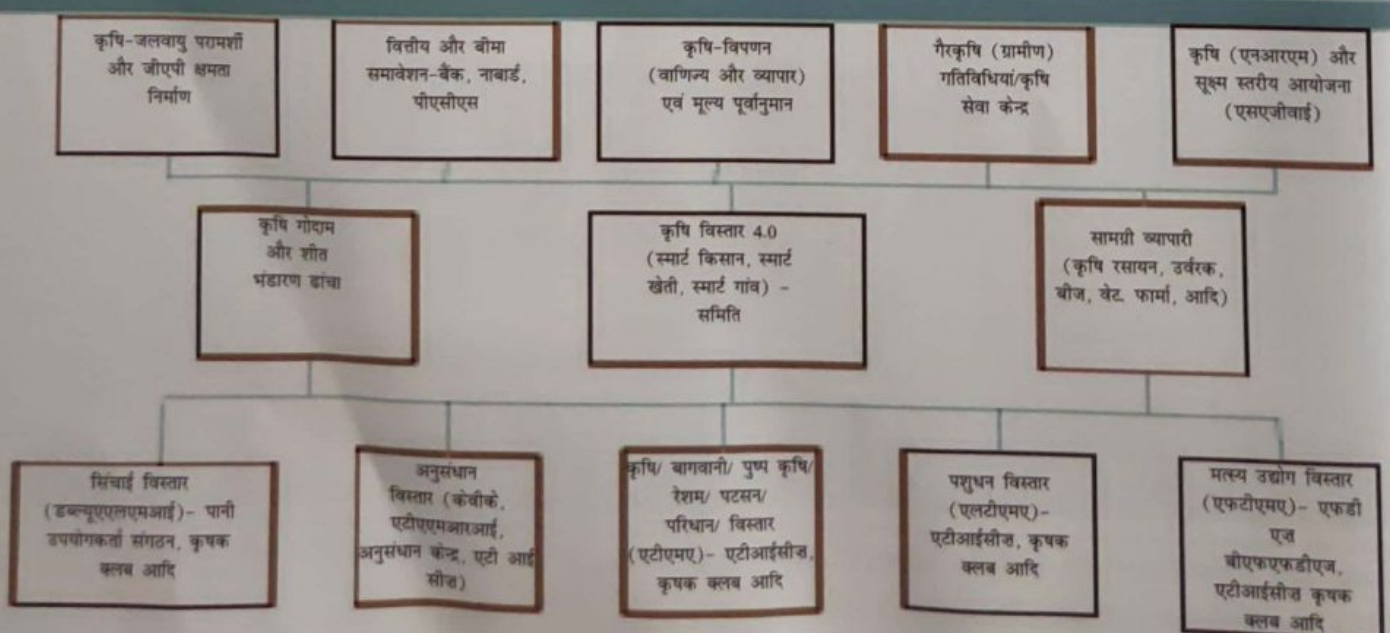 कृषि-जलवायु परामर्शी
और जीएपी क्षमता
निर्माण
वित्तीय और बीमा
समावेशन-बैंक, नाबार्ड,
पीएसीएस
कृषि-विपणन
(वाणिज्य और व्यापार)
एवं मूल्य पूर्वानुमान
गैरकृषि (ग्रामीण)
गतिविधियां/कृषि
सेवा केन्द्र
कृषि (एनआरएम) और
सूक्ष्म स्तरीय आयोजना
(एसएजीवाई)
कृषि गोदाम
और शीत
भंडारण ढांचा
कृषि विस्तार 4.0
(स्मार्ट किसान, स्मार्ट
खेती, स्मार्ट गांव) -
समिति
सामग्री व्यापारी
(कृषि रसायन, उर्वरक,
बीज, वेट. फार्मा, आदि)
सिंचाई विस्तार
(डब्ल्यूएएलएमआई)- पानी
उपयोगकर्ता संगठन, कृषक
क्लब आदि
अनुसंधान
विस्तार (केवीके,
एटीएएमआरआई,
अनुसंधान केन्द्र, एटी आई
सीज़)
कृषि/ बागवानी/ पुष्प कृषि/
रेशम/ पटसन/
परिधान/ विस्तार
(एटीएमए)- एटीआईसीज़,
कृषक क्लब आदि
पशुधन विस्तार
(एलटीएमए)-
एटीआईसीज़, कृषक
क्लब आदि
मत्स्य उद्योग विस्तार
(एफटीएमए)- एफडी
एज़
बीएफएफडीएज,
एटीआईसीज़ कृषक
क्लब आदि